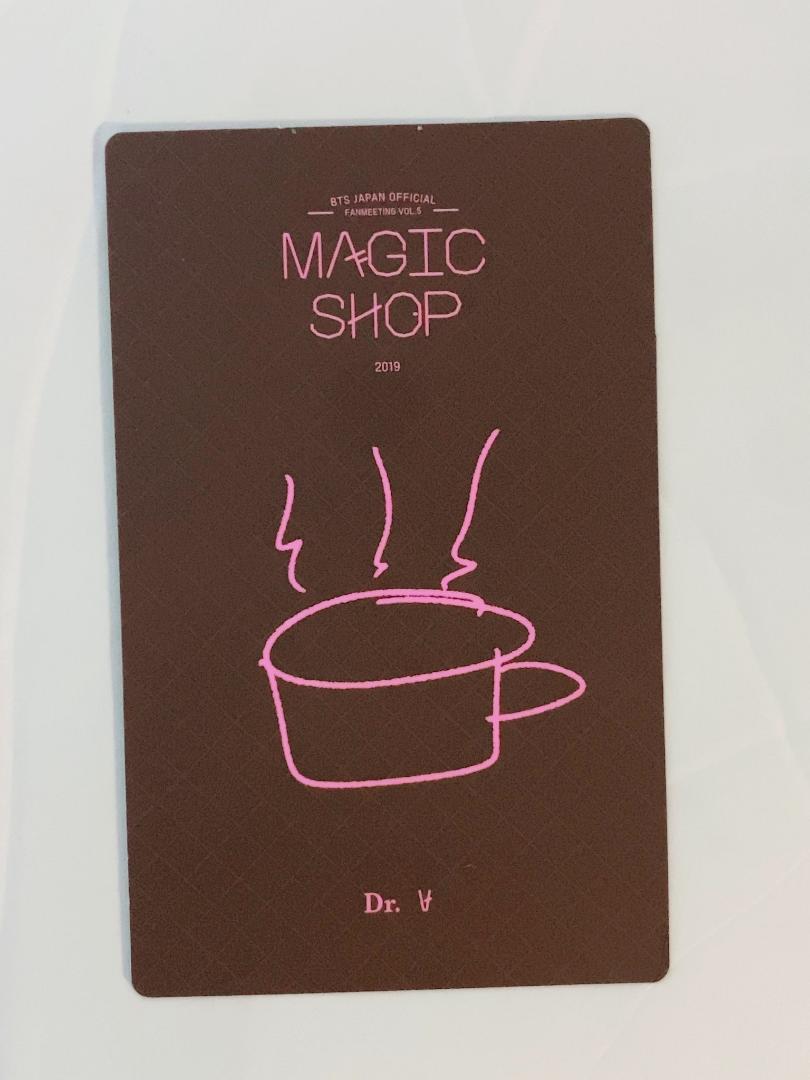 BTS JAPAN OFFICIAL
FANMEETING VOL.5
MAGIC
SHOP
2019
Dr. V